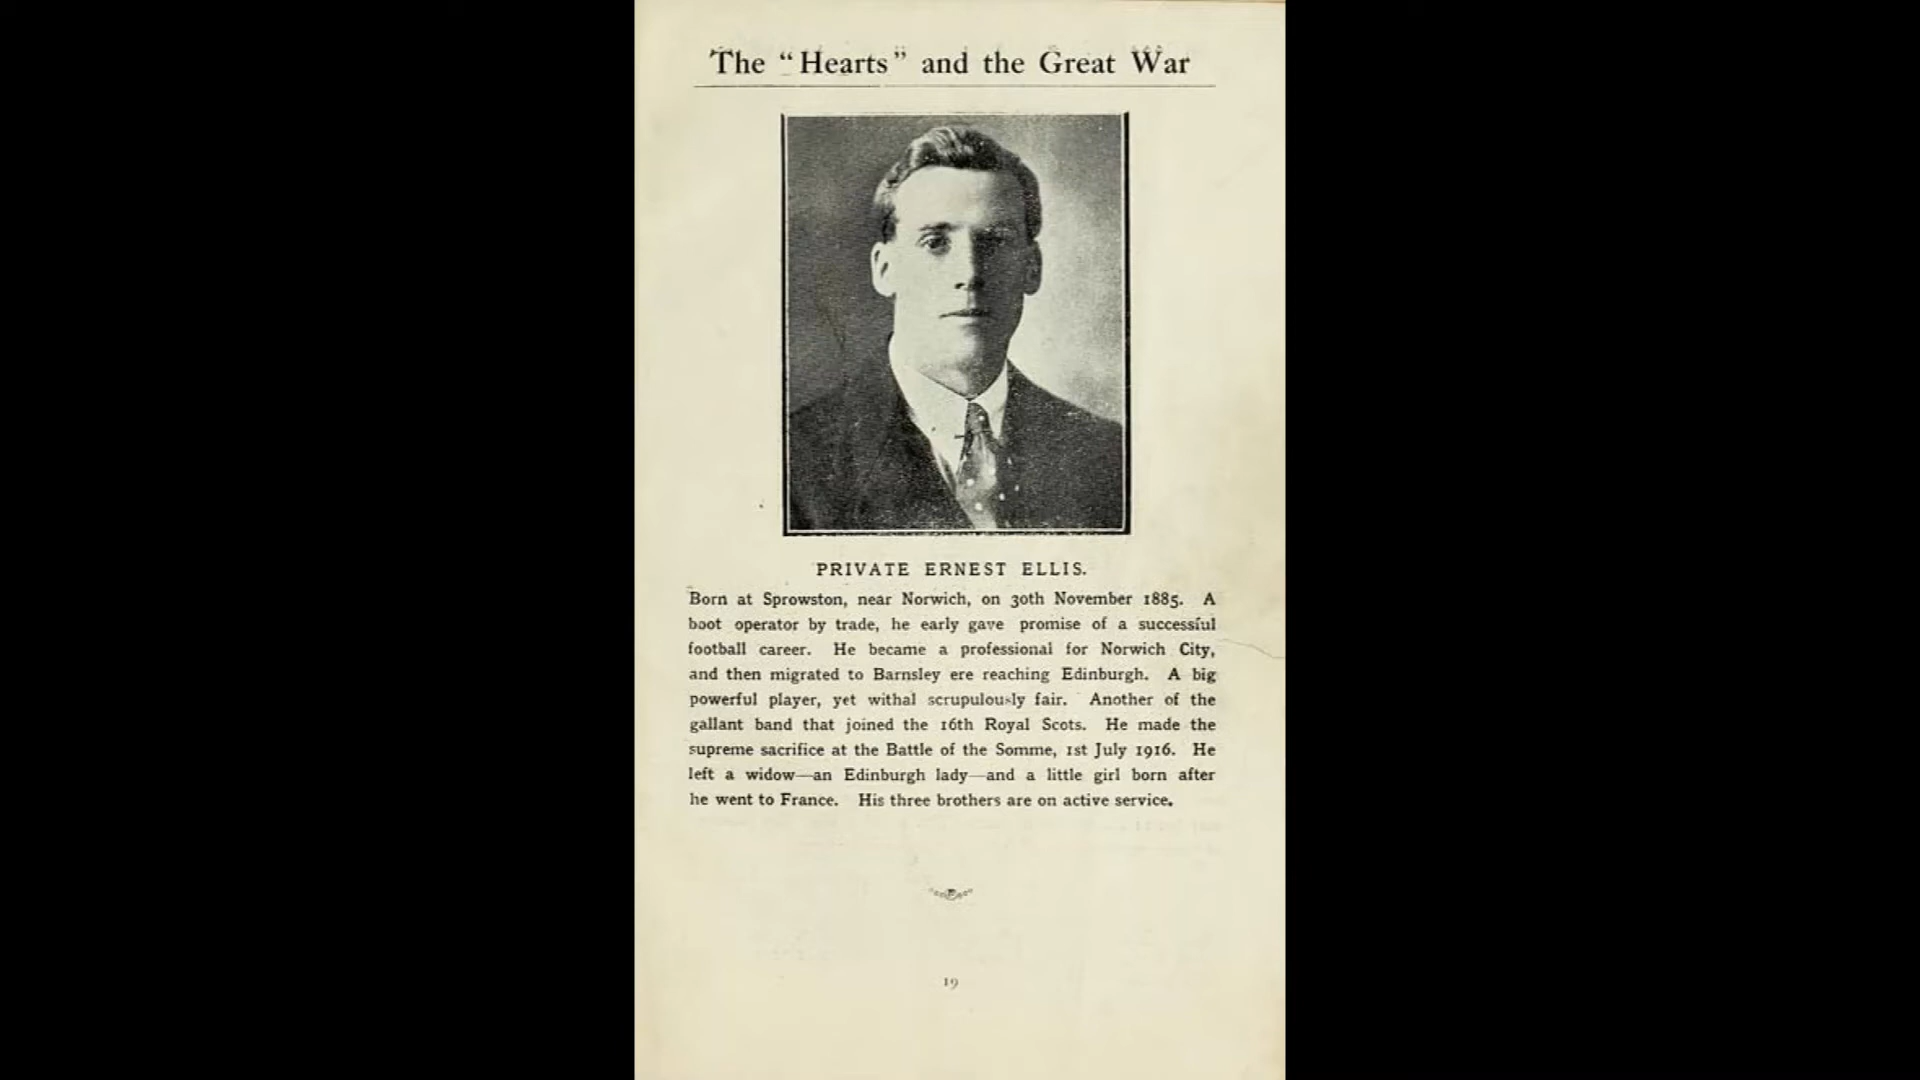 The "Hearts" and the Great War
PRIVATE ERNEST ELLIS.
Born at Sprowston, near Norwich, on 30th November 1885. A
boot operator by trade, he early gave promise of a successful
football career. He became a professional for Norwich City,
and then migrated to Barnsley ere reaching Edinburgh. A big
powerful player, yet withal scrupulously fair. Another of the
gallant band that joined the 16th Royal Scots. He made the
supreme sacrifice at the Battle of the Somme, 1st July 1916. He
left a widow—an Edinburgh lady—and a little girl born after
he went to France. His three brothers are on active service.
19